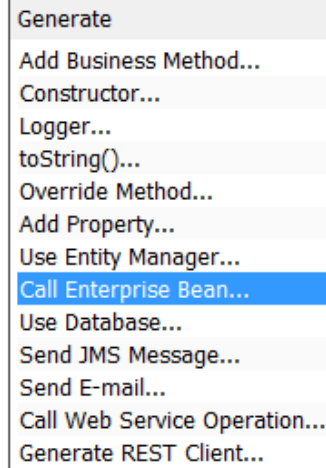 Generate
Add Business Method...
Constructor...
Logger...
toString()...
Override Method...
Add Property...
Use Entity Manager...
Call Enterprise Bean...
Use Database...
Send JMS Message...
Send E-mail...
Call Web Service Operation...
Generate REST Client...